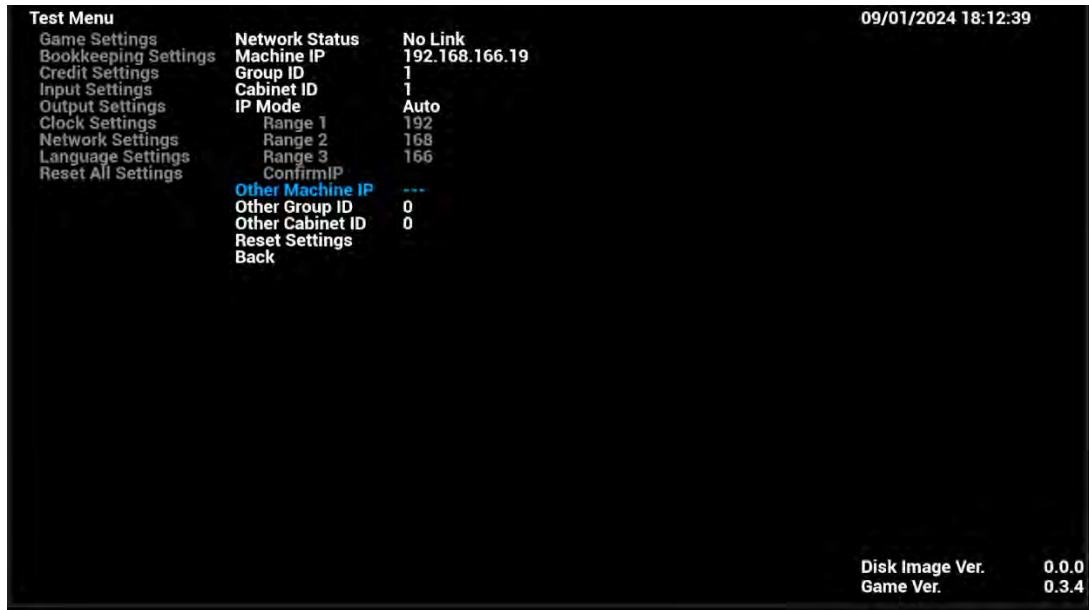 Test Menu
09/01/2024 18:12:39
Game Settings
Bookkeeping Settings
Credit Settings
Input Settings
Output Settings
Clock Settings
Network Settings
Language Settings
Reset All Settings
Network Status No Link
Machine IP 192.168.166.19
Group ID 1
Cabinet ID 1
IP Mode Auto
Range 1 192
Range 2 168
Range 3 166
ConfirmIP
Other Machine IP ---
Other Group ID 0
Other Cabinet ID 0
Reset Settings
Back
Disk Image Ver. 0.0.0
Game Ver. 0.3.4